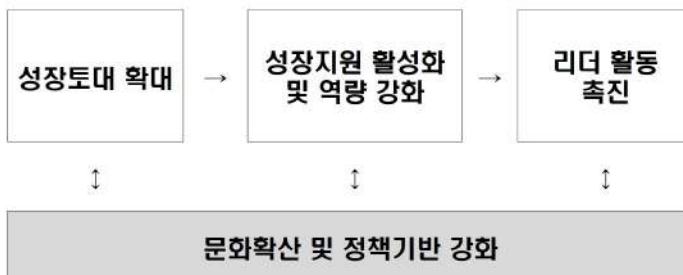 성장토대 확대
→
성장지원 활성화
및 역량 강화
→
리더 활동
촉진
↕
↕
↕
문화확산 및 정책기반 강화